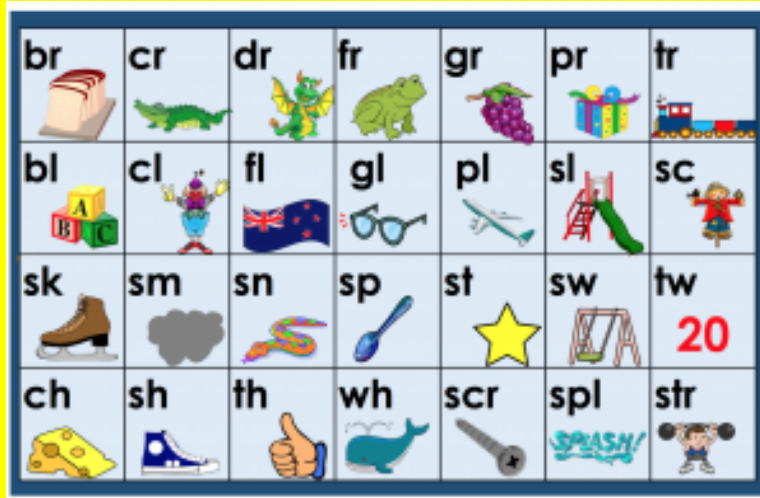 br cr dr fr gr pr tr
bl cl fl gl pl sl sc
A
B C
sk sm sn sp st sw tw
20
ch sh th wh scr spl str
SPLASH!